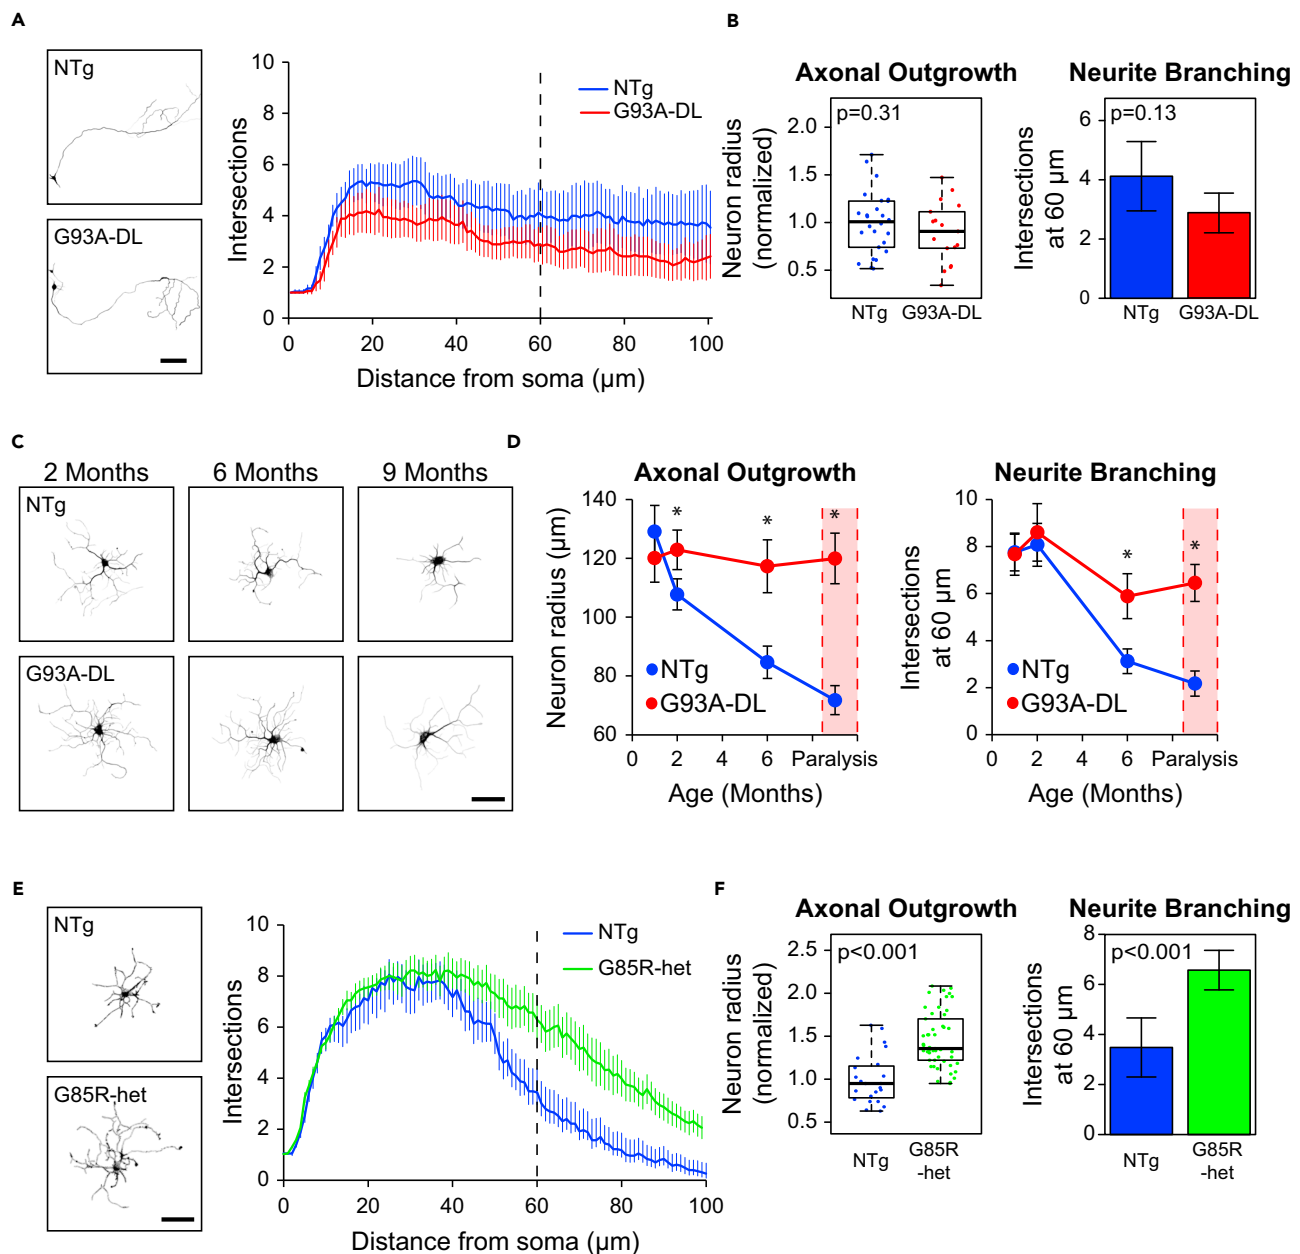 A
NTg
G93A-DL
Intersections
10
8
6
4
2
0
0 20 40 60 80 100
Distance from soma (µm)
NTg
G93A-DL
B
Axonal Outgrowth
p=0.31
Neuron radius
(normalized)
2.0
1.5
1.0
0.5
NTg G93A-DL
Neurite Branching
p=0.13
Intersections
at 60 µm
6
4
2
0
NTg G93A-DL
C
2 Months 6 Months 9 Months
NTg
G93A-DL
D
Axonal Outgrowth
Neuron radius (µm)
140
120
100
80
60
* * *
NTg
G93A-DL
0 2 4 6 Paralysis
Age (Months)
Neurite Branching
Intersections
at 60 µm
10
8
6
4
2
0
* *
NTg
G93A-DL
0 2 4 6 Paralysis
Age (Months)
E
NTg
G85R-het
Intersections
10
8
6
4
2
0
0 20 40 60 80 100
Distance from soma (µm)
NTg
G85R-het
F
Axonal Outgrowth
p<0.001
Neuron radius
(normalized)
2.5
2.0
1.5
1.0
0.5
NTg G85R
-het
Neurite Branching
p<0.001
Intersections
at 60 µm
8
6
4
2
0
NTg G85R
-het